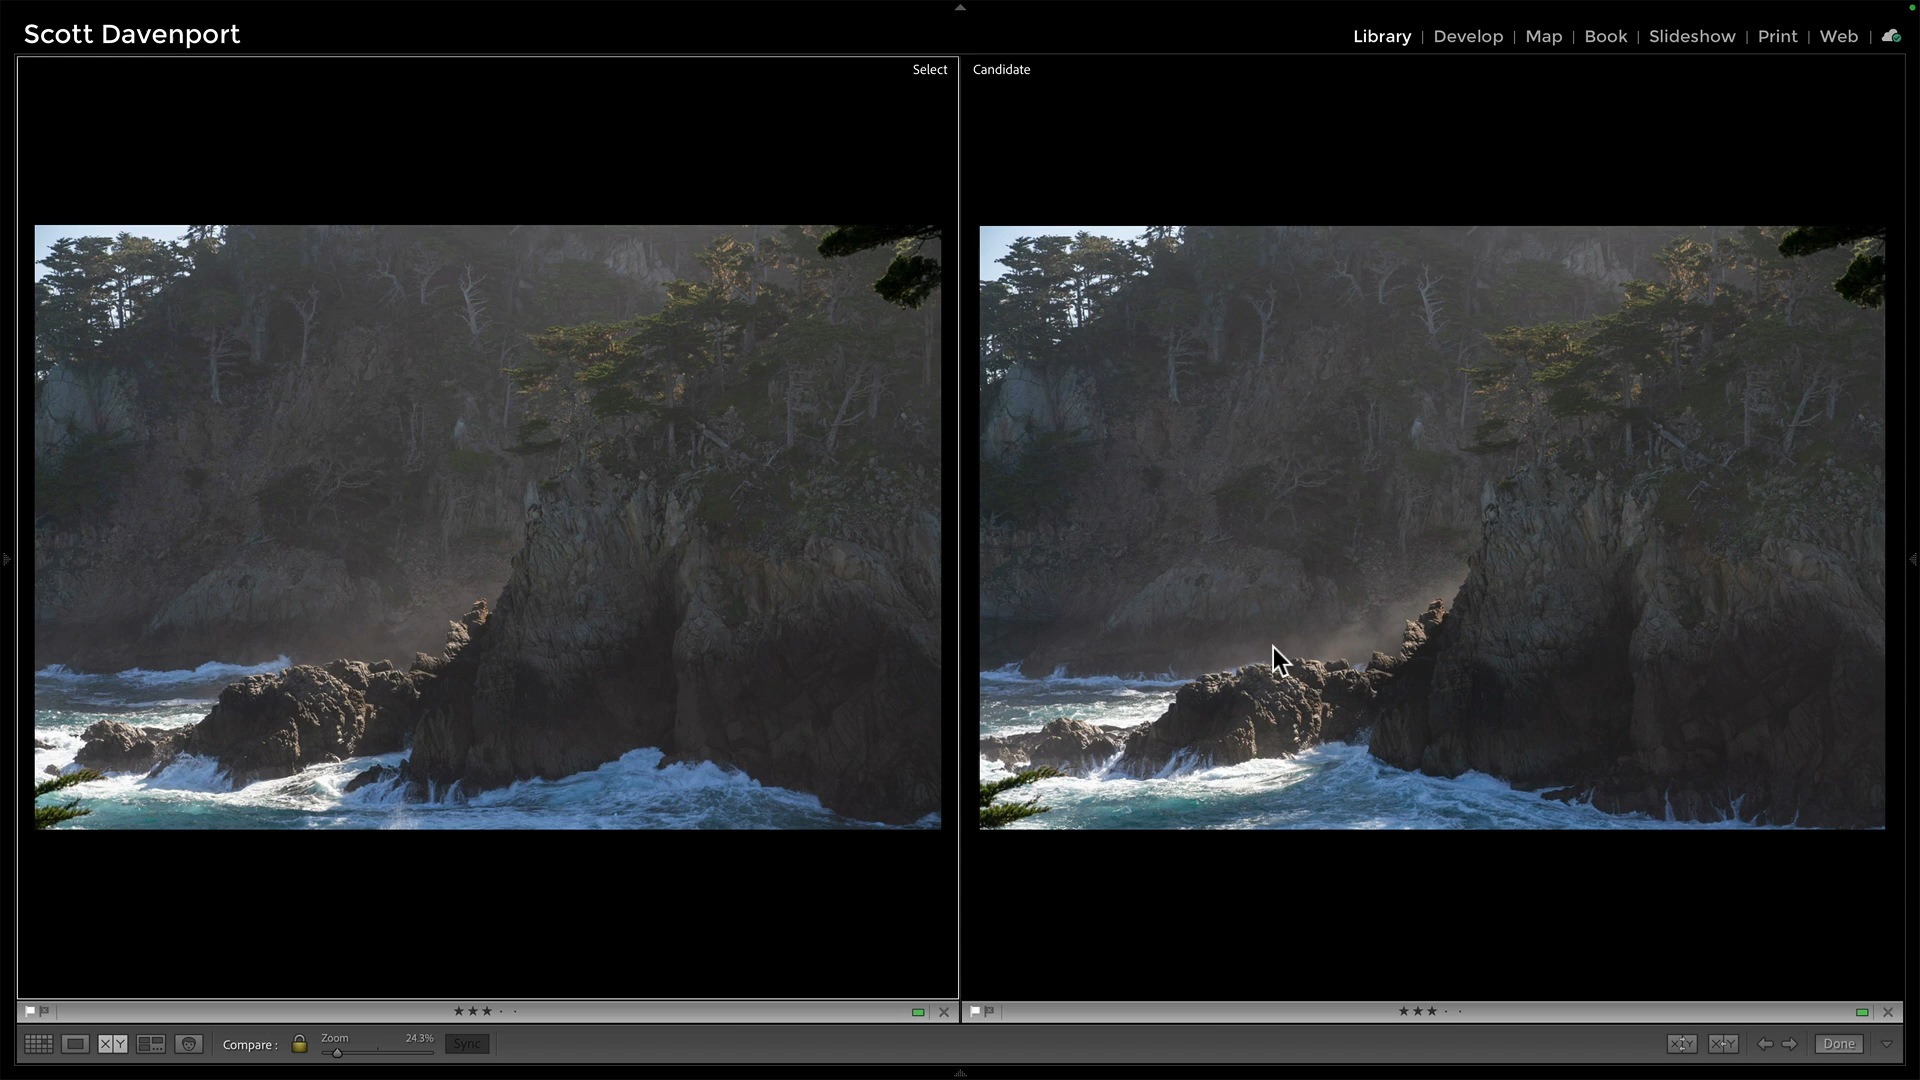 Scott Davenport
Library | Develop | Map | Book | Slideshow | Print | Web |
Select
Candidate
Compare :
Zoom
24.3%
Sync
Done